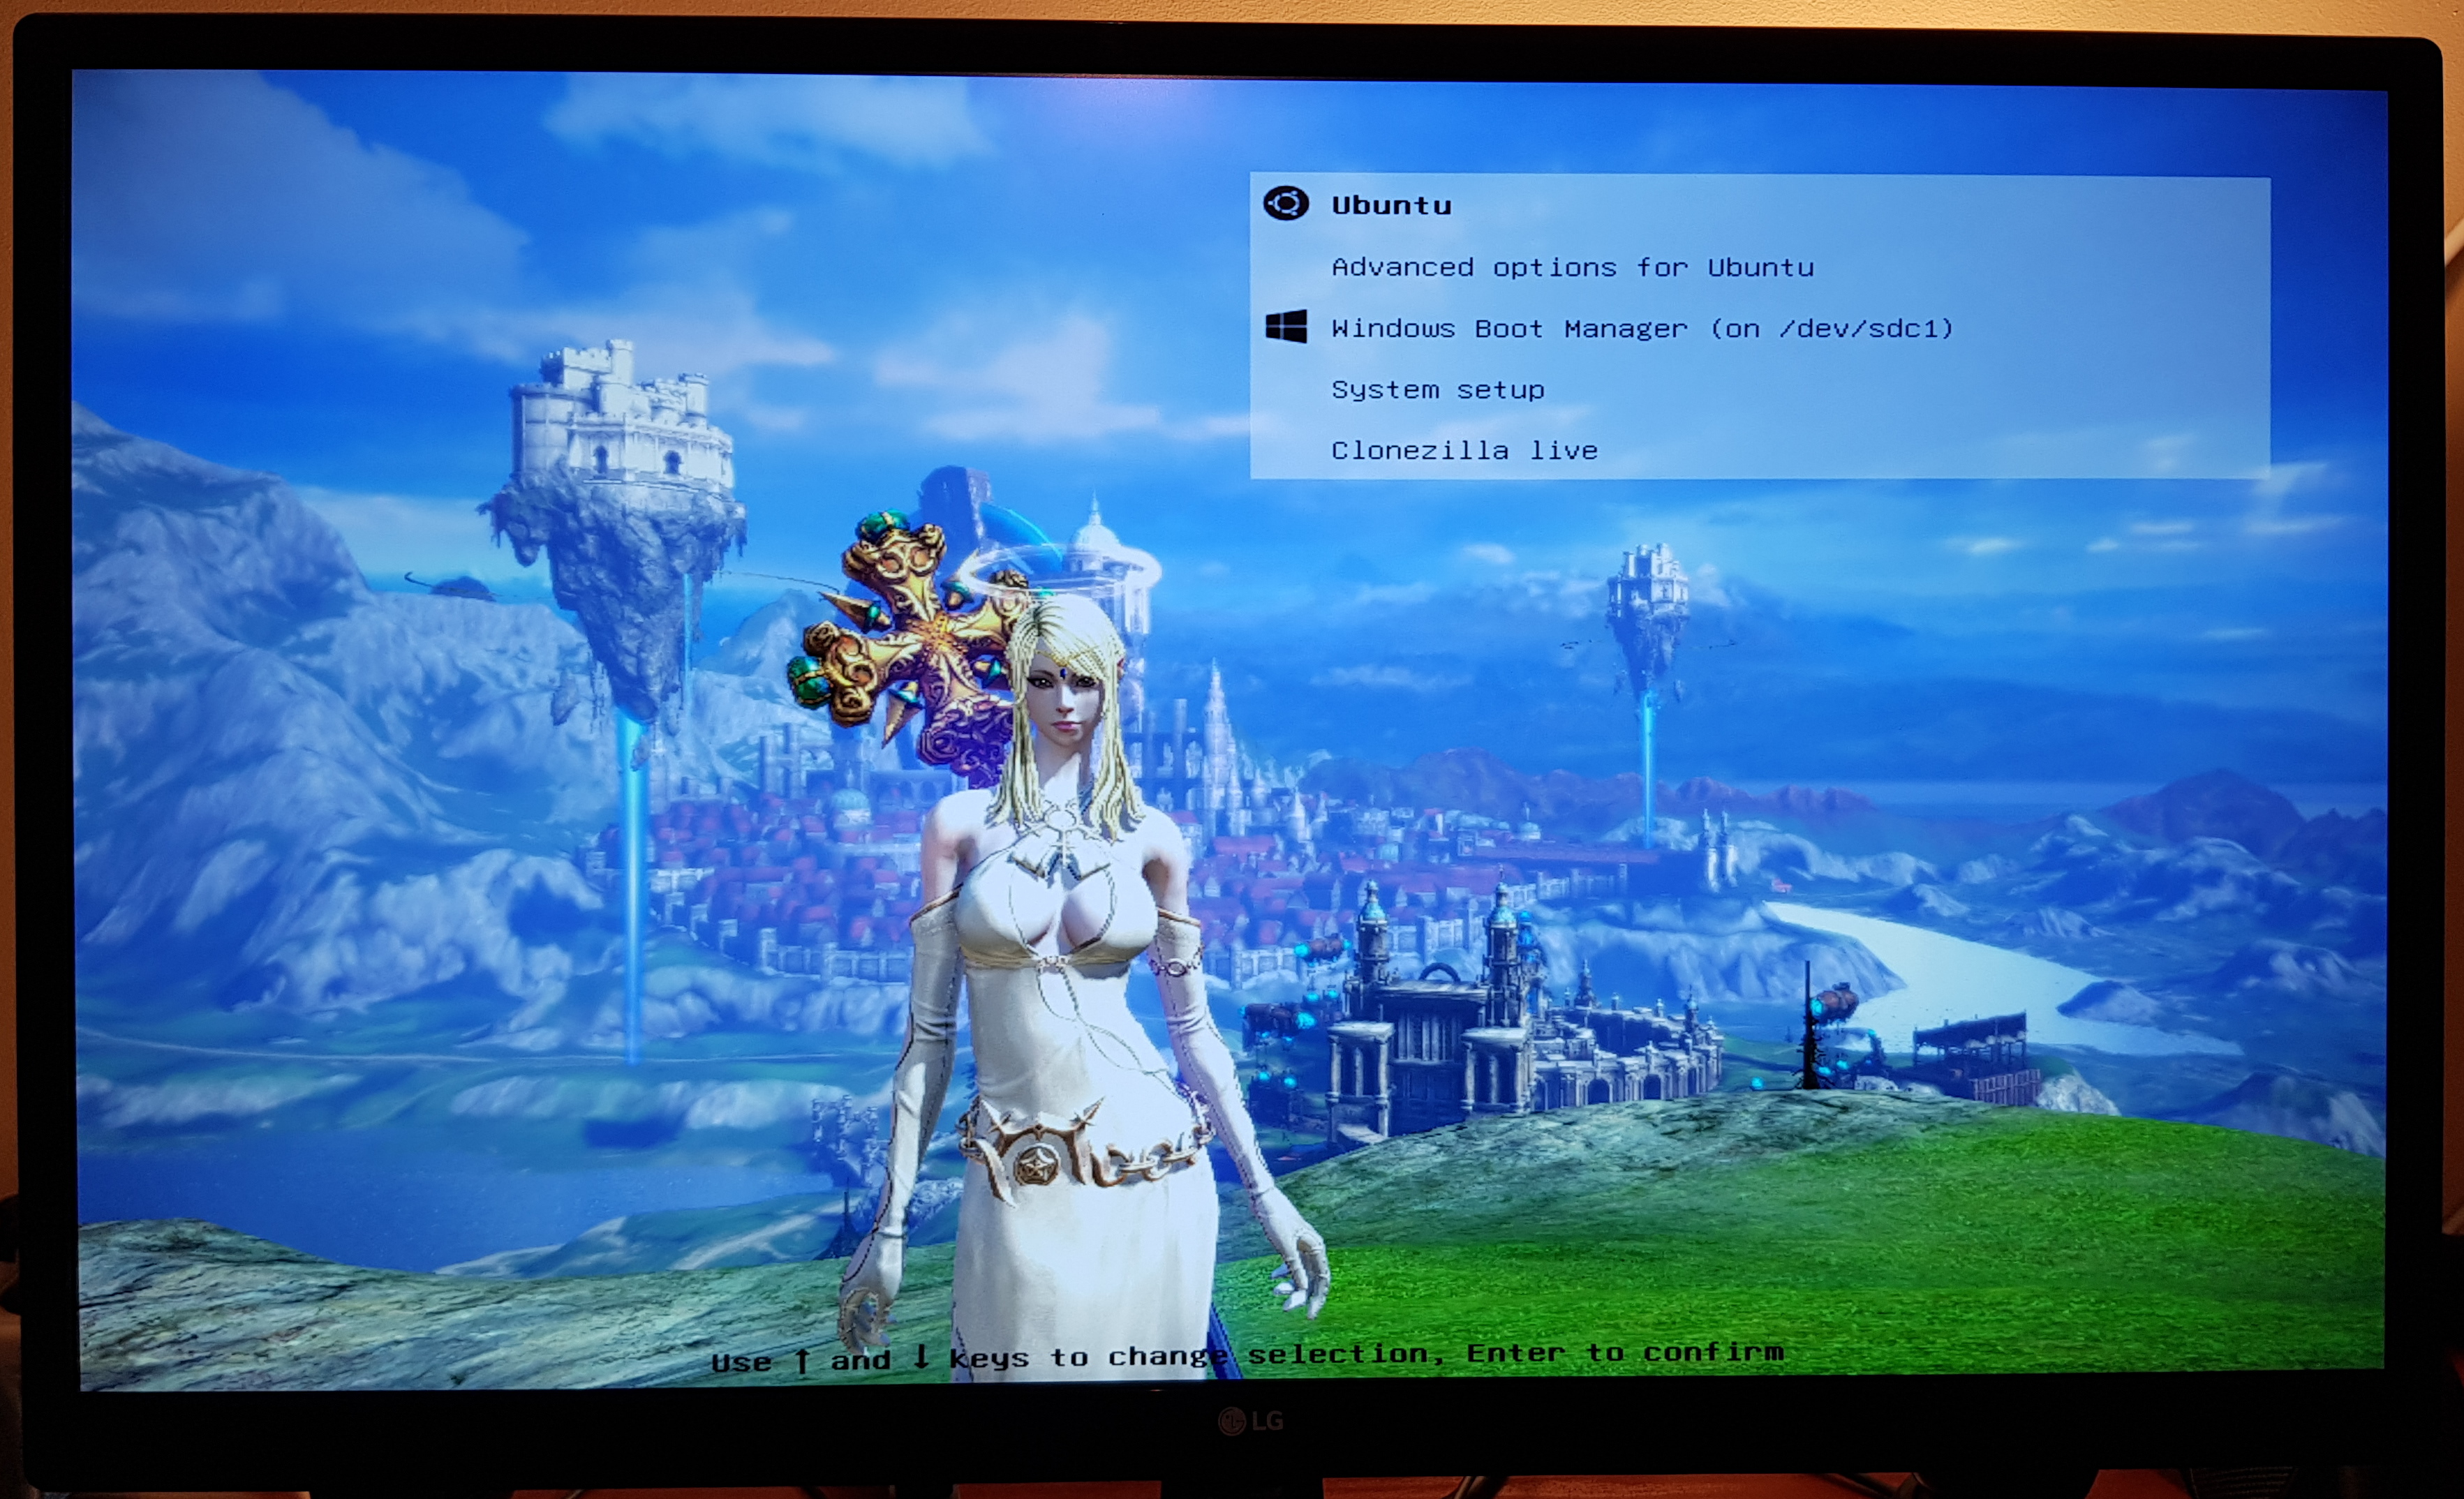 Ubuntu
Advanced options for Ubuntu
Windows Boot Manager (on /dev/sdc1)
System setup
Clonezilla live
Use ↑ and ↓ keys to change selection, Enter to confirm
LG